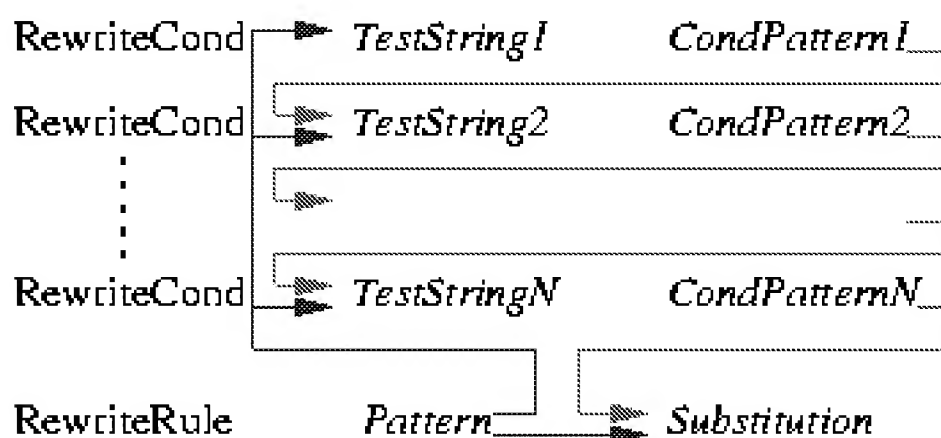 RewriteCond TestString1 CondPattern1
RewriteCond TestString2 CondPattern2
RewriteCond TestStringN CondPatternN
RewriteRule Pattern Substitution